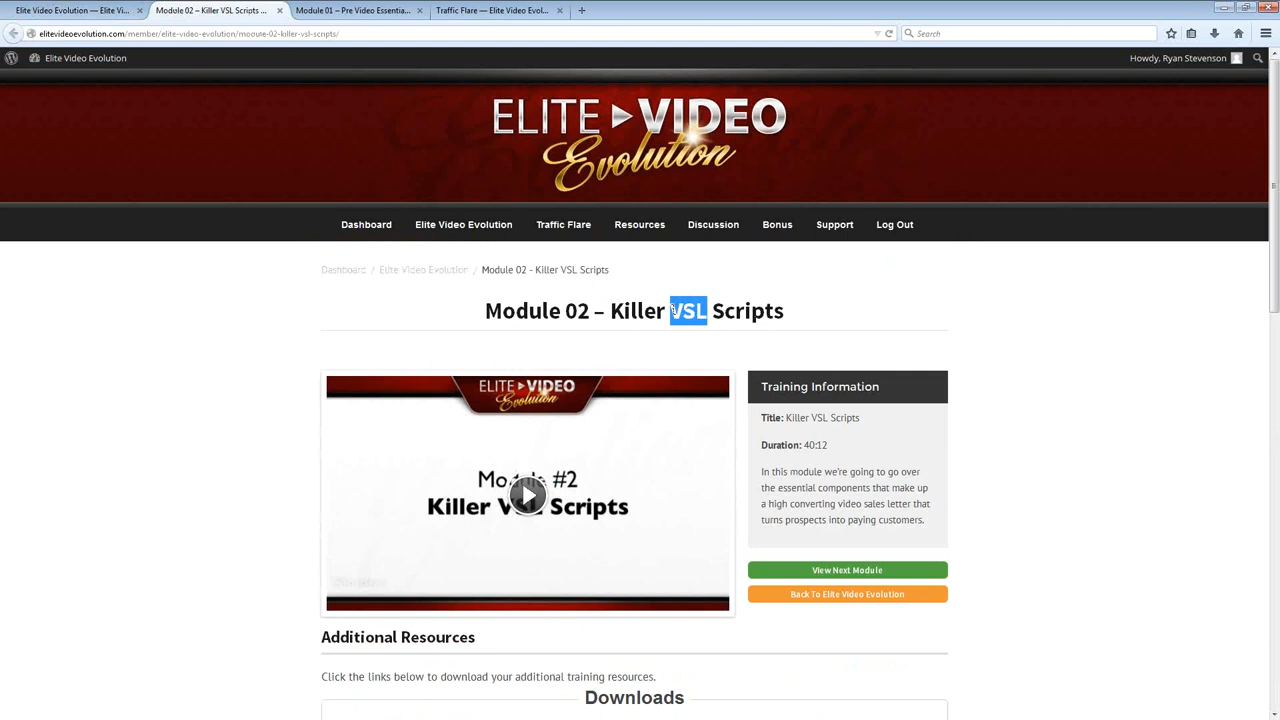 Elite Video Evolution — Elite Vi...
Module 02 – Killer VSL Scripts ...
Module 01 – Pre Video Essentia...
Traffic Flare — Elite Video Evol...
elitevideoevolution.com/member/elite-video-evolution/module-02-killer-vsl-scripts/
Search
Elite Video Evolution
Howdy, Ryan Stevenson
ELITE VIDEO
Evolution
Dashboard Elite Video Evolution Traffic Flare Resources Discussion Bonus Support Log Out
Dashboard / Elite Video Evolution / Module 02 - Killer VSL Scripts
Module 02 – Killer VSL Scripts
ELITE VIDEO
Evolution
Module #2
Killer VSL Scripts
Training Information
Title: Killer VSL Scripts
Duration: 40:12
In this module we're going to go over
the essential components that make up
a high converting video sales letter that
turns prospects into paying customers.
View Next Module
Back To Elite Video Evolution
Additional Resources
Click the links below to download your additional training resources.
Downloads